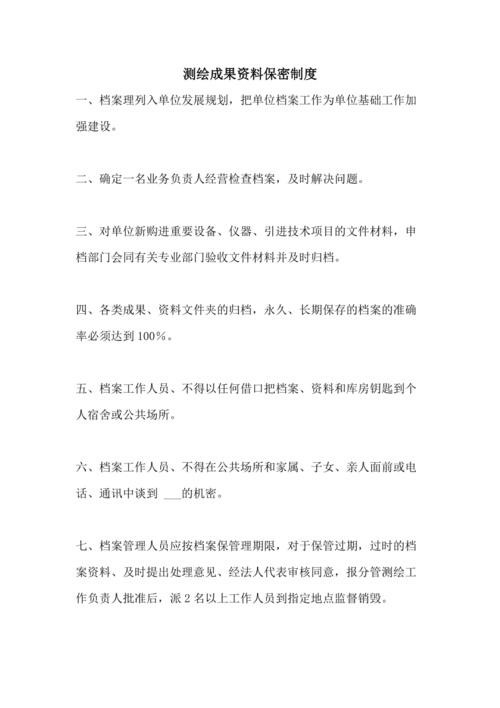 测绘成果资料保密制度
一、档案理列入单位发展规划，把单位档案工作为单位基础工作加
强建设。
二、确定一名业务负责人经营检查档案，及时解决问题。
三、对单位新购进重要设备、仪器、引进技术项目的文件材料，申
档部门会同有关专业部门验收文件材料并及时归档。
四、各类成果、资料文件夹的归档，永久、长期保存的档案的准确
率必须达到100％。
五、档案工作人员、不得以任何借口把档案、资料和库房钥匙到个
人宿舍或公共场所。
六、档案工作人员、不得在公共场所和家属、子女、亲人面前或电
话、通讯中谈到 ___的机密。
七、档案管理人员应按档案保管理期限，对于保管过期，过时的档
案资料、及时提出处理意见、经法人代表审核同意，报分管测绘工
作负责人批准后，派2名以上工作人员到指定地点监督销毁。